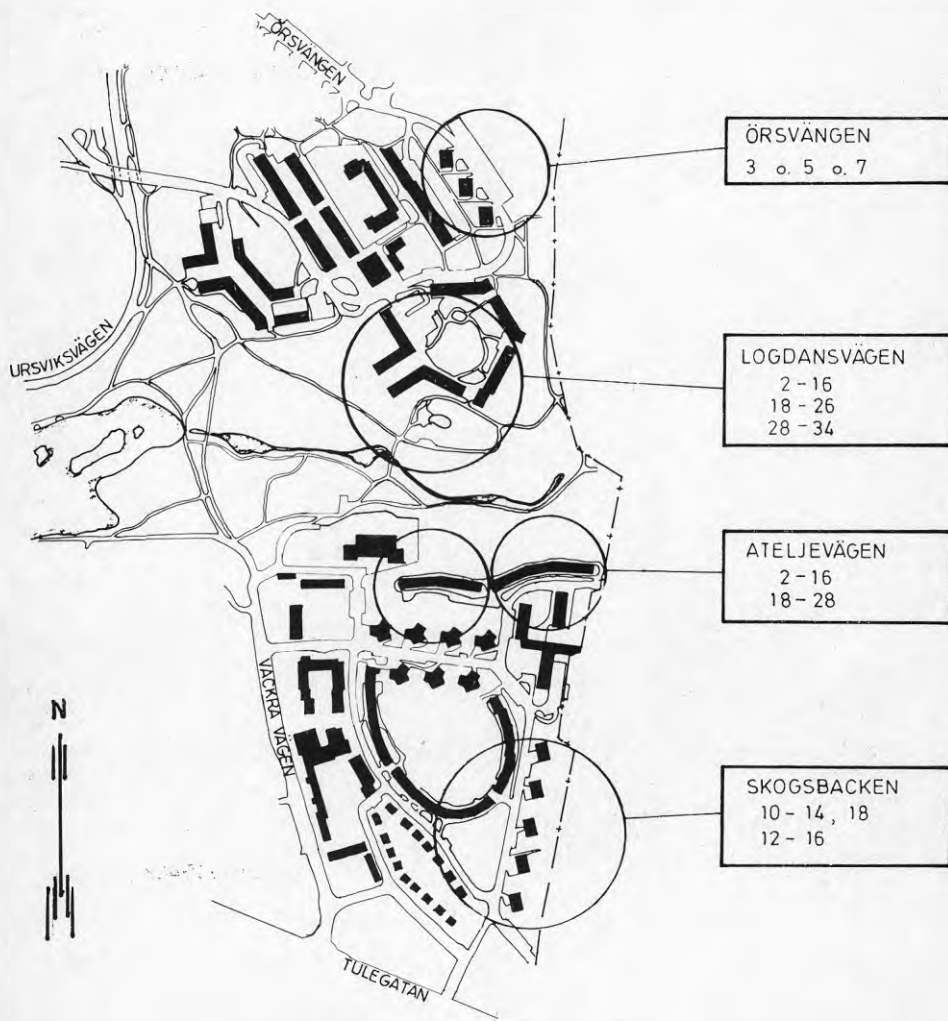 ÖRSVÄNGEN
ÖRSVÄNGEN
3 o. 5 o. 7
URSVIKSVÄGEN
LOGDANSVÄGEN
2 - 16
18 - 26
28 - 34
ATELJEVÄGEN
2 - 16
18 - 28
VACKRA VÄGEN
N
SKOGSBACKEN
10 - 14, 18
12 - 16
TULEGATAN